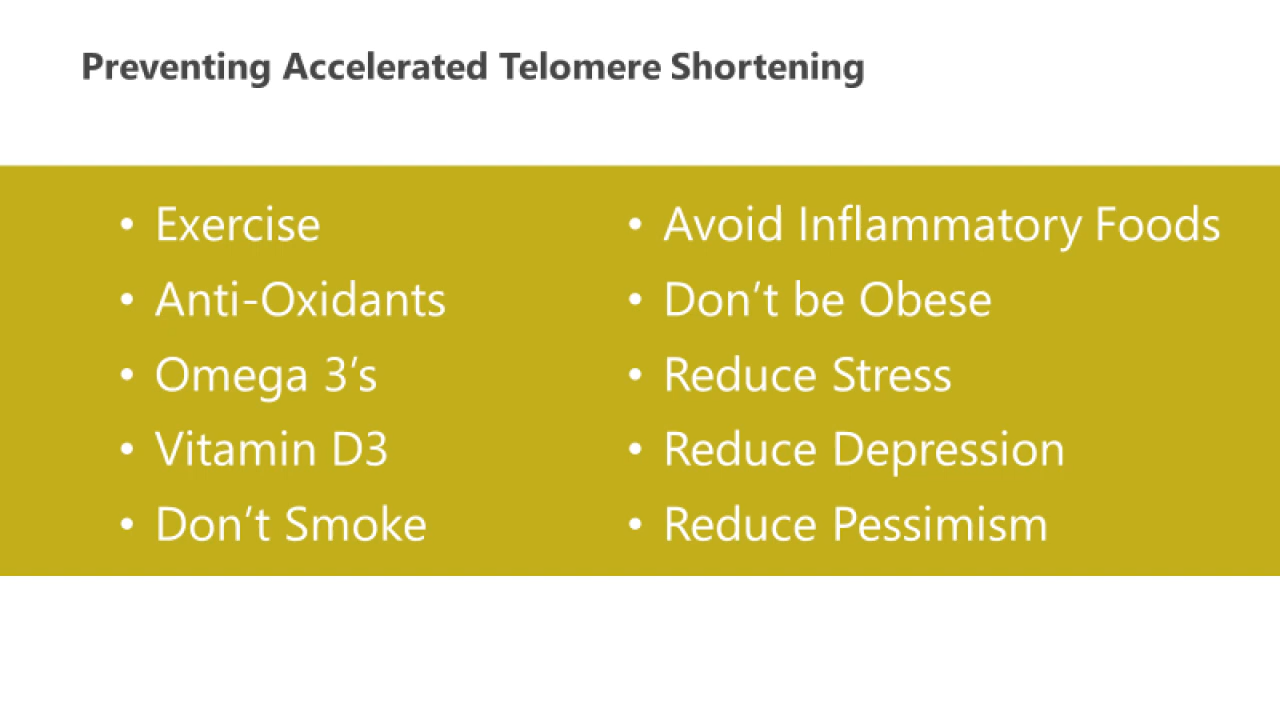 Preventing Accelerated Telomere Shortening
• Exercise
• Anti-Oxidants
• Omega 3’s
• Vitamin D3
• Don’t Smoke
• Avoid Inflammatory Foods
• Don’t be Obese
• Reduce Stress
• Reduce Depression
• Reduce Pessimism